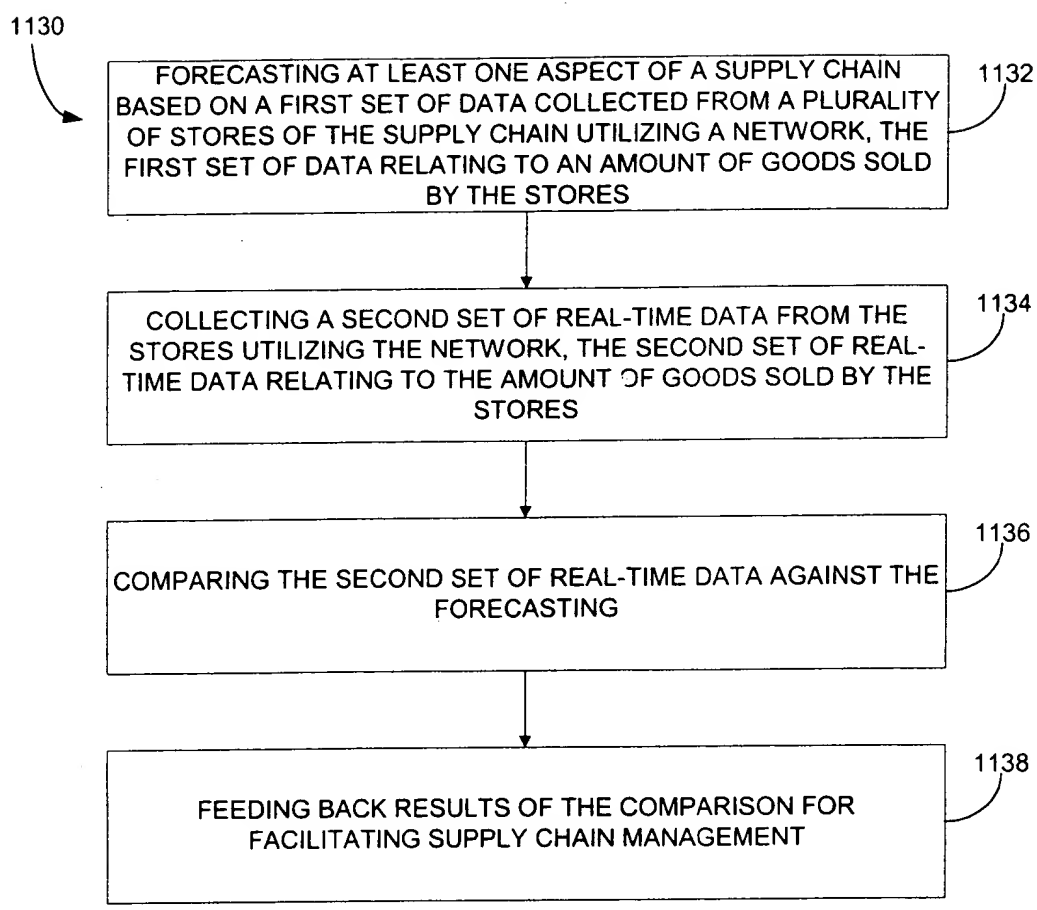 1130
FORECASTING AT LEAST ONE ASPECT OF A SUPPLY CHAIN
BASED ON A FIRST SET OF DATA COLLECTED FROM A PLURALITY
OF STORES OF THE SUPPLY CHAIN UTILIZING A NETWORK, THE
FIRST SET OF DATA RELATING TO AN AMOUNT OF GOODS SOLD
BY THE STORES
1132
COLLECTING A SECOND SET OF REAL-TIME DATA FROM THE
STORES UTILIZING THE NETWORK, THE SECOND SET OF REAL-
TIME DATA RELATING TO THE AMOUNT OF GOODS SOLD BY THE
STORES
1134
COMPARING THE SECOND SET OF REAL-TIME DATA AGAINST THE
FORECASTING
1136
FEEDING BACK RESULTS OF THE COMPARISON FOR
FACILITATING SUPPLY CHAIN MANAGEMENT
1138